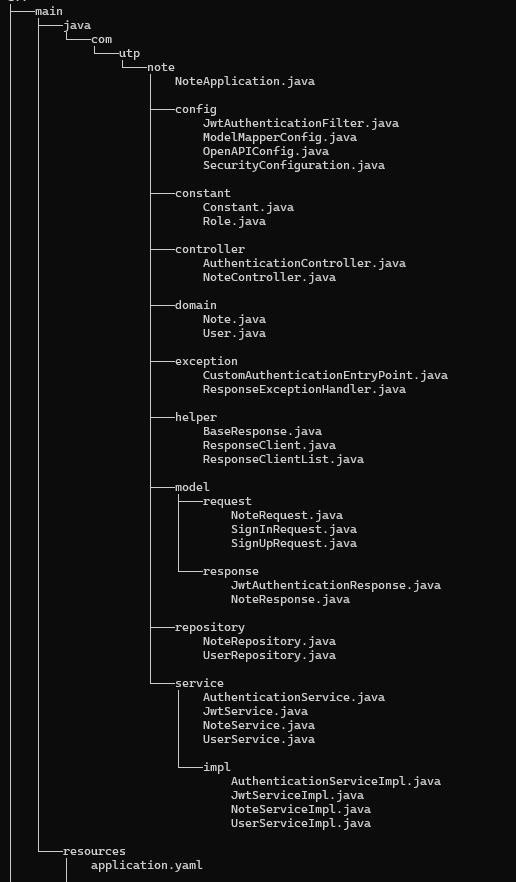 main
java
com
utp
note
NoteApplication.java
config
JwtAuthenticationFilter.java
ModelMapperConfig.java
OpenAPIConfig.java
SecurityConfiguration.java
constant
Constant.java
Role.java
controller
AuthenticationController.java
NoteController.java
domain
Note.java
User.java
exception
CustomAuthenticationEntryPoint.java
ResponseExceptionHandler.java
helper
BaseResponse.java
ResponseClient.java
ResponseClientList.java
model
request
NoteRequest.java
SignInRequest.java
SignUpRequest.java
response
JwtAuthenticationResponse.java
NoteResponse.java
repository
NoteRepository.java
UserRepository.java
service
AuthenticationService.java
JwtService.java
NoteService.java
UserService.java
impl
AuthenticationServiceImpl.java
JwtServiceImpl.java
NoteServiceImpl.java
UserServiceImpl.java
resources
application.yaml